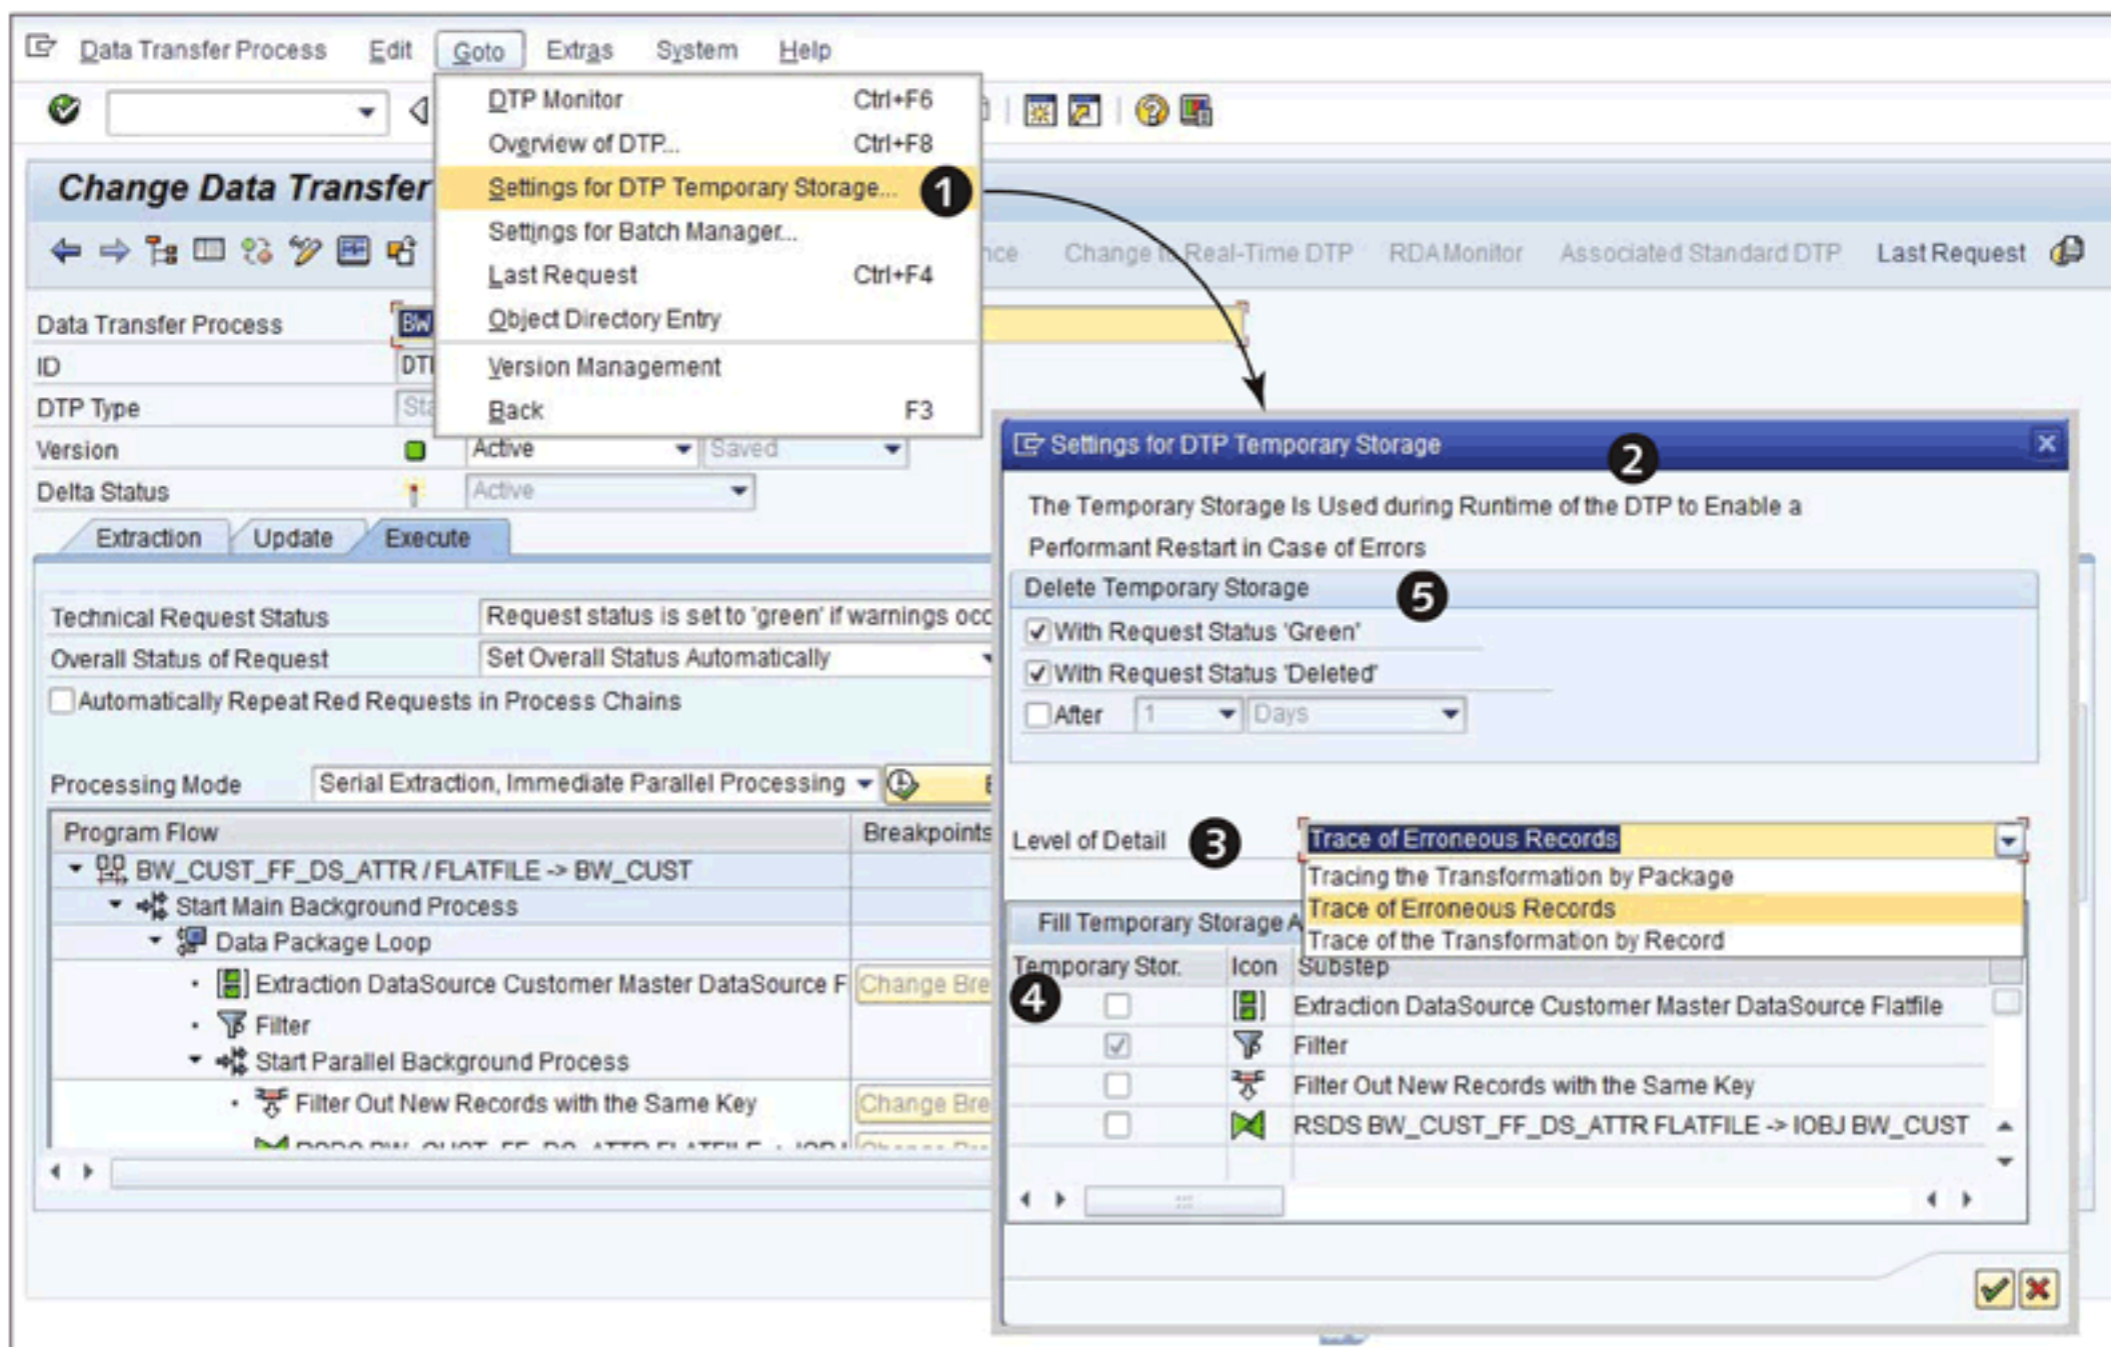 Data Transfer Process Edit Goto Extras System Help
DTP Monitor Ctrl+F6
Overview of DTP... Ctrl+F8
Settings for DTP Temporary Storage... 1
Settings for Batch Manager...
Last Request Ctrl+F4
Object Directory Entry
Version Management
Back F3
Change Data Transfer
Change to Real-Time DTP RDA Monitor Associated Standard DTP Last Request
Data Transfer Process BW
ID
DTP Type
Version Active Saved
Delta Status Active
Extraction Update Execute
Technical Request Status Request status is set to 'green' if warnings occ
Overall Status of Request Set Overall Status Automatically
Automatically Repeat Red Requests in Process Chains
Processing Mode Serial Extraction, Immediate Parallel Processing
Program Flow Breakpoints
BW_CUST_FF_DS_ATTR / FLATFILE -> BW_CUST
Start Main Background Process
Data Package Loop
Extraction DataSource Customer Master DataSource F Change Bre
Filter
Start Parallel Background Process
Filter Out New Records with the Same Key Change Bre
Settings for DTP Temporary Storage 2
The Temporary Storage Is Used during Runtime of the DTP to Enable a
Performant Restart in Case of Errors
Delete Temporary Storage 5
With Request Status 'Green'
With Request Status 'Deleted'
After 1 Days
Level of Detail 3 Trace of Erroneous Records
Tracing the Transformation by Package
Trace of Erroneous Records
Trace of the Transformation by Record
Fill Temporary Storage A
Temporary Stor. Icon Substep
4
Extraction DataSource Customer Master DataSource Flatfile
Filter
Filter Out New Records with the Same Key
RSDS BW_CUST_FF_DS_ATTR FLATFILE -> IOBJ BW_CUST